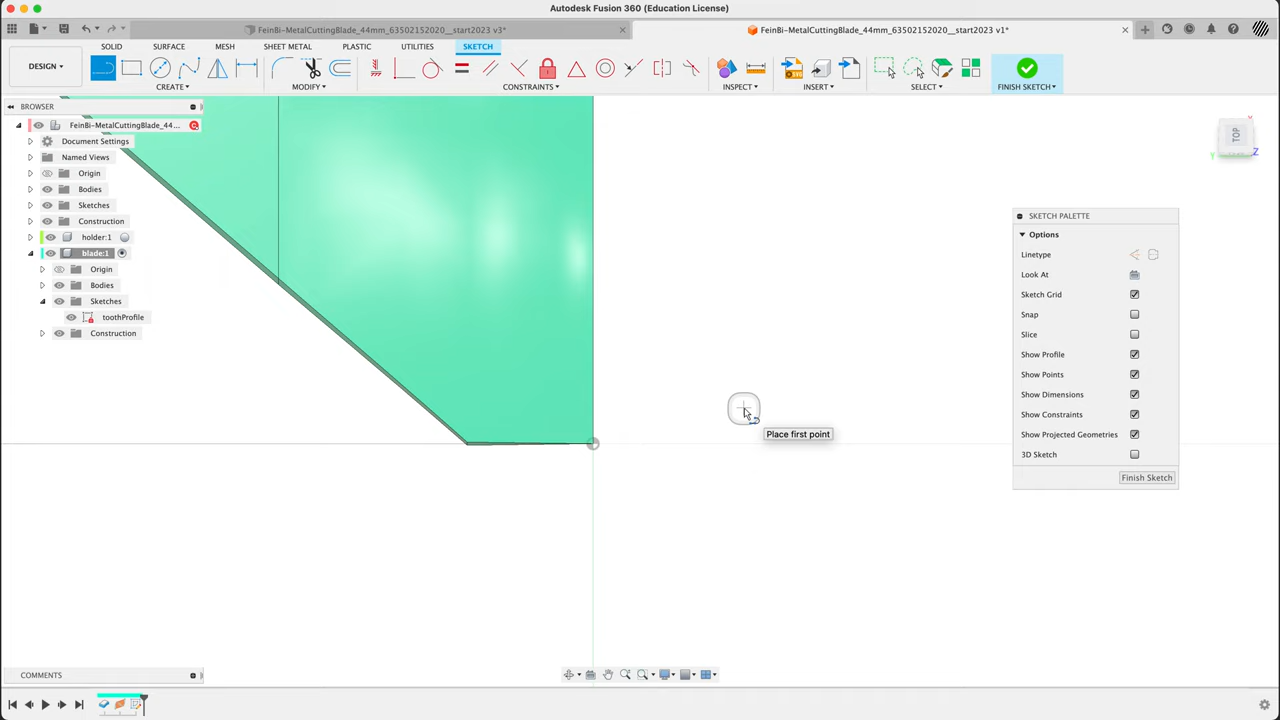 Autodesk Fusion 360 (Education License)
FeinBi-MetalCuttingBlade_44mm_63502152020__start2023 v3*
FeinBi-MetalCuttingBlade_44mm_63502152020__start2023 v1*
SOLID SURFACE MESH SHEET METAL PLASTIC UTILITIES SKETCH
DESIGN
CREATE MODIFY CONSTRAINTS INSPECT INSERT SELECT FINISH SKETCH
BROWSER
FeinBi-MetalCuttingBlade_44...
Document Settings
Named Views
Origin
Bodies
Sketches
Construction
holder:1
blade:1
Origin
Bodies
Sketches
toothProfile
Construction
TOP
X
Y
Z
SKETCH PALETTE
Options
Linetype
Look At
Sketch Grid
Snap
Slice
Show Profile
Show Points
Show Dimensions
Show Constraints
Show Projected Geometries
3D Sketch
Finish Sketch
Place first point
COMMENTS